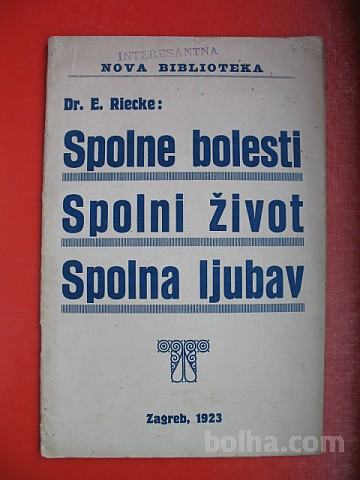 INTERESANTNA
NOVA BIBLIOTEKA
Dr. E. Riecke:
Spolne bolesti
Spolni život
Spolna ljubav
Zagreb, 1923
bolha.com